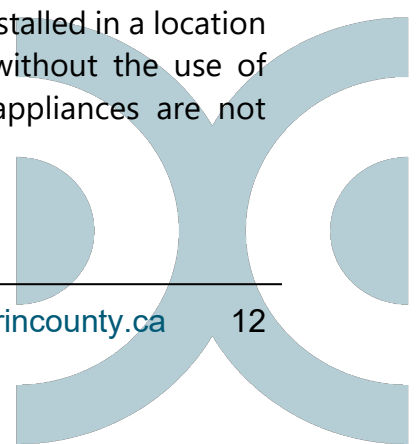 stalled in a location
without the use of
appliances are not
rincounty.ca 12